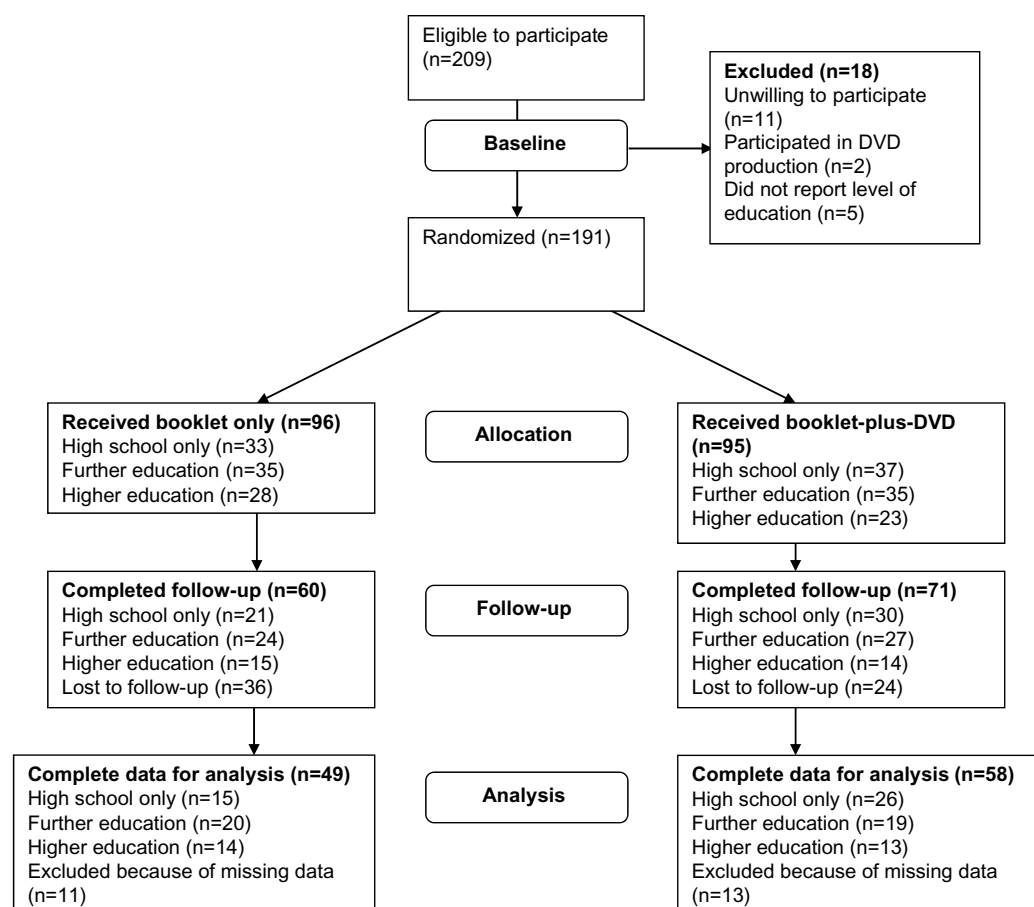 Eligible to participate
(n=209)
Excluded (n=18)
Unwilling to participate
(n=11)
Participated in DVD
production (n=2)
Did not report level of
education (n=5)
Baseline
Randomized (n=191)
Received booklet only (n=96)
High school only (n=33)
Further education (n=35)
Higher education (n=28)
Allocation
Received booklet-plus-DVD
(n=95)
High school only (n=37)
Further education (n=35)
Higher education (n=23)
Completed follow-up (n=60)
High school only (n=21)
Further education (n=24)
Higher education (n=15)
Lost to follow-up (n=36)
Follow-up
Completed follow-up (n=71)
High school only (n=30)
Further education (n=27)
Higher education (n=14)
Lost to follow-up (n=24)
Complete data for analysis (n=49)
High school only (n=15)
Further education (n=20)
Higher education (n=14)
Excluded because of missing data
(n=11)
Analysis
Complete data for analysis (n=58)
High school only (n=26)
Further education (n=19)
Higher education (n=13)
Excluded because of missing data
(n=13)